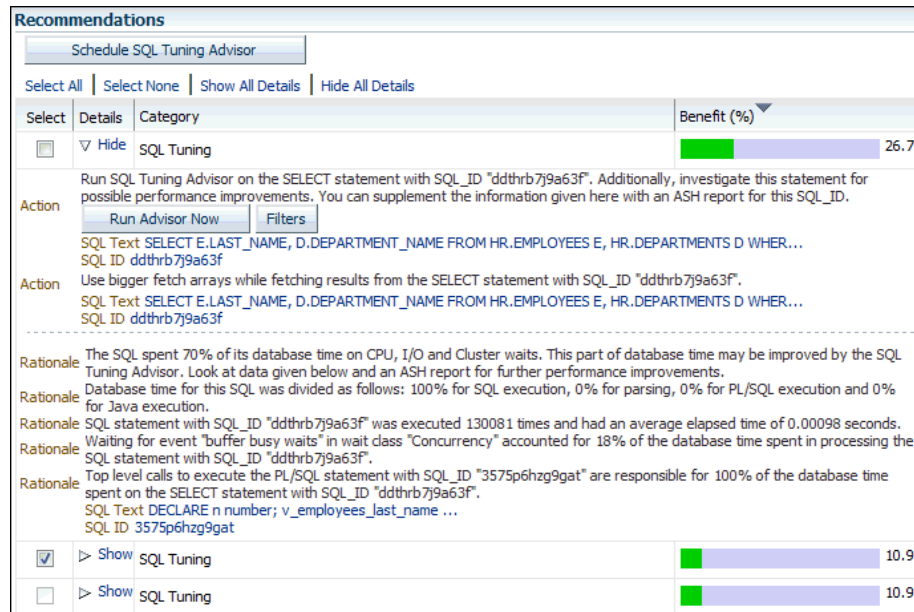 Recommendations
Schedule SQL Tuning Advisor
Select All | Select None | Show All Details | Hide All Details
Select Details Category Benefit (%)
Hide SQL Tuning 26.7
Run SQL Tuning Advisor on the SELECT statement with SQL_ID "ddthrb7j9a63f". Additionally, investigate this statement for
Action possible performance improvements. You can supplement the information given here with an ASH report for this SQL_ID.
Run Advisor Now Filters
SQL Text SELECT E.LAST_NAME, D.DEPARTMENT_NAME FROM HR.EMPLOYEES E, HR.DEPARTMENTS D WHER...
SQL ID ddthrb7j9a63f
Action Use bigger fetch arrays while fetching results from the SELECT statement with SQL_ID "ddthrb7j9a63f".
SQL Text SELECT E.LAST_NAME, D.DEPARTMENT_NAME FROM HR.EMPLOYEES E, HR.DEPARTMENTS D WHER...
SQL ID ddthrb7j9a63f
Rationale The SQL spent 70% of its database time on CPU, I/O and Cluster waits. This part of database time may be improved by the SQL
Tuning Advisor. Look at data given below and an ASH report for further performance improvements.
Rationale Database time for this SQL was divided as follows: 100% for SQL execution, 0% for parsing, 0% for PL/SQL execution and 0%
for Java execution.
Rationale SQL statement with SQL_ID "ddthrb7j9a63f" was executed 130081 times and had an average elapsed time of 0.00098 seconds.
Rationale Waiting for event "buffer busy waits" in wait class "Concurrency" accounted for 18% of the database time spent in processing the
SQL statement with SQL_ID "ddthrb7j9a63f".
Rationale Top level calls to execute the PL/SQL statement with SQL_ID "3575p6hzg9gat" are responsible for 100% of the database time
spent on the SELECT statement with SQL_ID "ddthrb7j9a63f".
SQL Text DECLARE n number; v_employees_last_name ...
SQL ID 3575p6hzg9gat
Show SQL Tuning 10.9
Show SQL Tuning 10.9